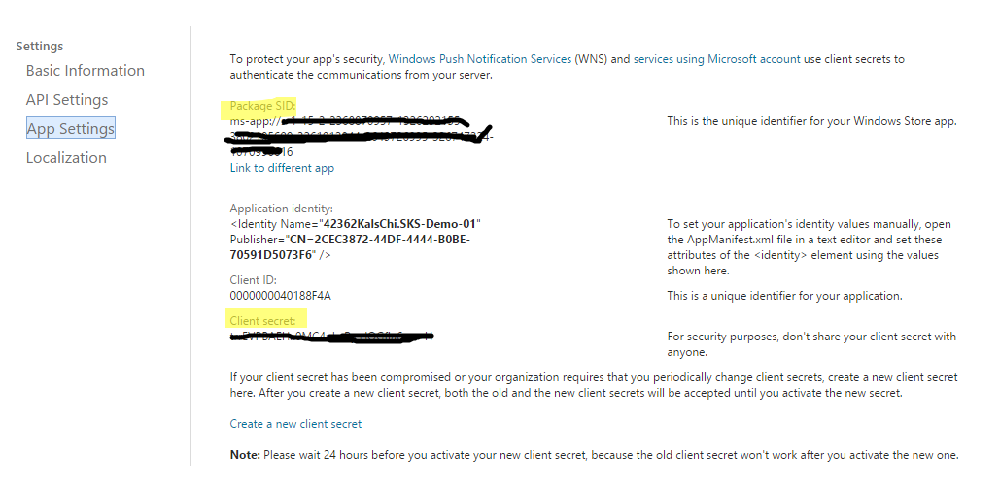 Settings
Basic Information
API Settings
App Settings
Localization
To protect your app's security, Windows Push Notification Services (WNS) and services using Microsoft account use client secrets to
authenticate the communications from your server.
Package SID:
ms-app://
This is the unique identifier for your Windows Store app.
16
Link to different app
Application identity:
<Identity Name="42362KalsChi.SKS-Demo-01"
Publisher="CN=2CEC3872-44DF-4444-B0BE-
70591D5073F6" />
To set your application's identity values manually, open
the AppManifest.xml file in a text editor and set these
attributes of the <identity> element using the values
shown here.
Client ID:
0000000040188F4A
This is a unique identifier for your application.
Client secret:
For security purposes, don't share your client secret with
anyone.
If your client secret has been compromised or your organization requires that you periodically change client secrets, create a new client secret
here. After you create a new client secret, both the old and the new client secrets will be accepted until you activate the new secret.
Create a new client secret
Note: Please wait 24 hours before you activate your new client secret, because the old client secret won't work after you activate the new one.